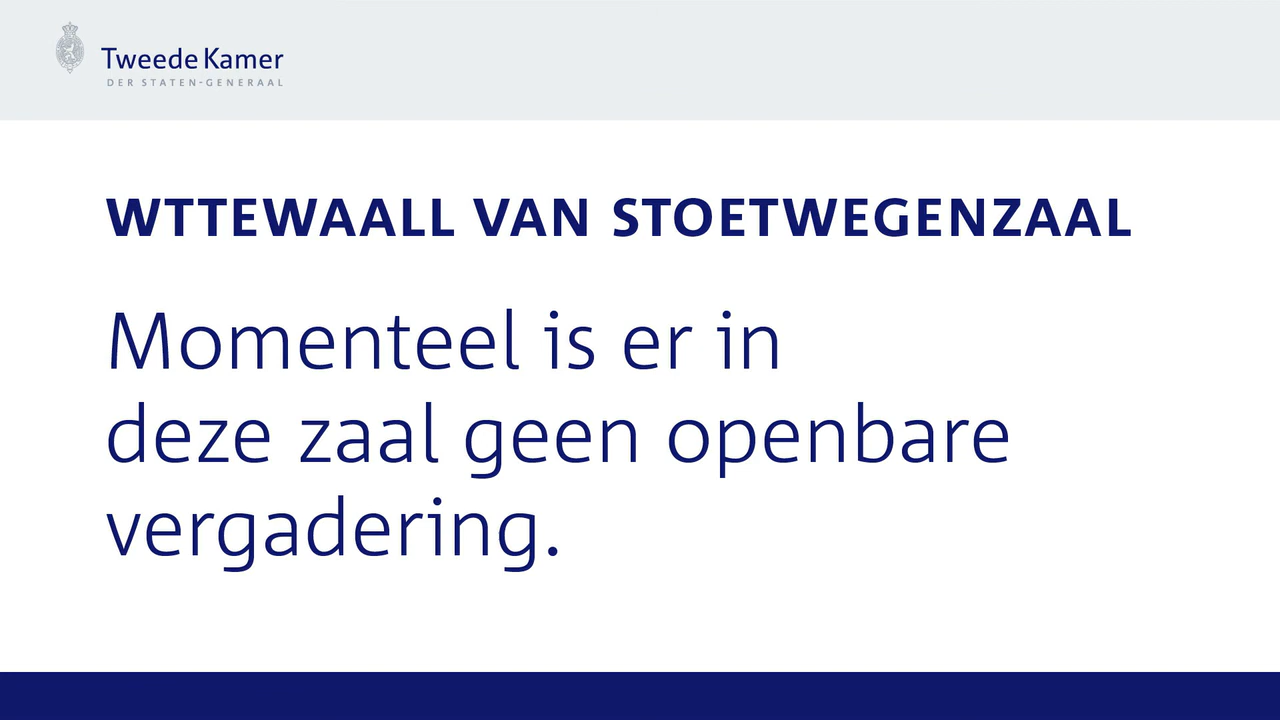 Tweede Kamer
DER STATEN-GENERAAL
WTTEWAALL VAN STOETWEGENZAAL
Momenteel is er in
deze zaal geen openbare
vergadering.